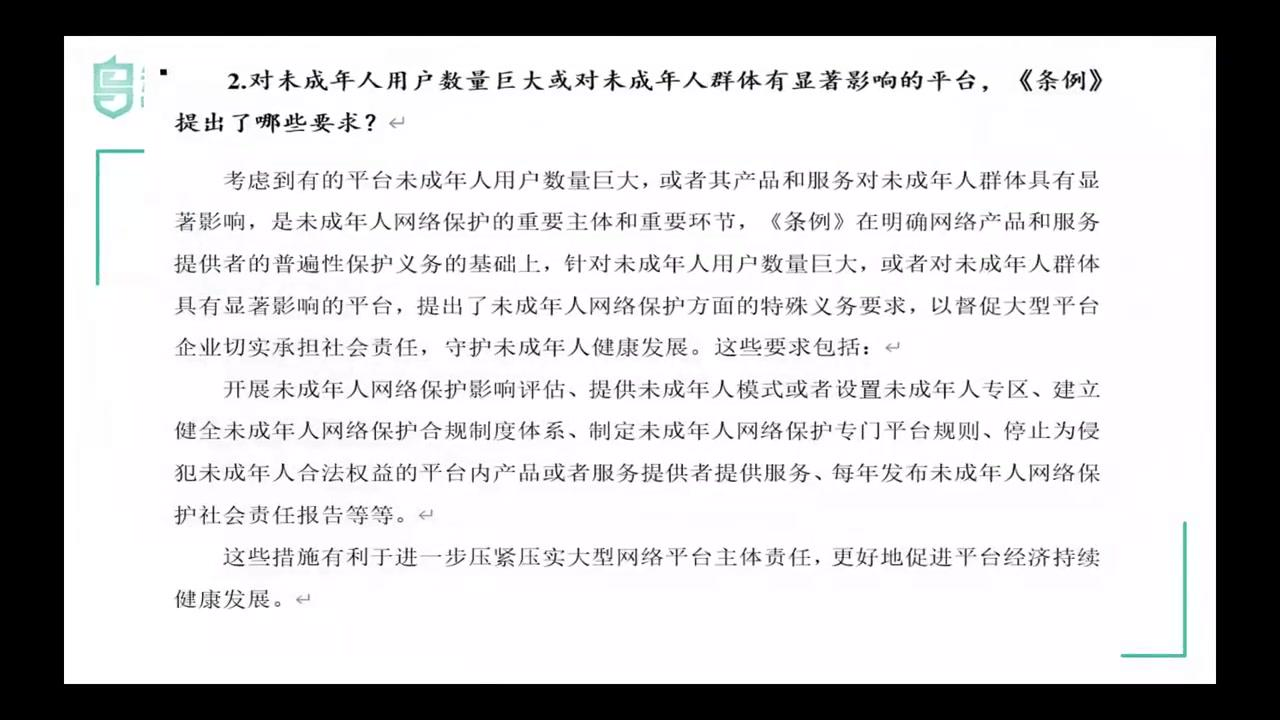 2.对未成年人用户数量巨大或对未成年人群体有显著影响的平台，《条例》
提出了哪些要求？
考虑到有的平台未成年人用户数量巨大，或者其产品和服务对未成年人群体具有显
著影响，是未成年人网络保护的重要主体和重要环节，《条例》在明确网络产品和服务
提供者的普遍性保护义务的基础上，针对未成年人用户数量巨大，或者对未成年人群体
具有显著影响的平台，提出了未成年人网络保护方面的特殊义务要求，以督促大型平台
企业切实承担社会责任，守护未成年人健康发展。这些要求包括：
开展未成年人网络保护影响评估、提供未成年人模式或者设置未成年人专区、建立
健全未成年人网络保护合规制度体系、制定未成年人网络保护专门平台规则、停止为侵
犯未成年人合法权益的平台内产品或者服务提供者提供服务、每年发布未成年人网络保
护社会责任报告等等。
这些措施有利于进一步压紧压实大型网络平台主体责任，更好地促进平台经济持续
健康发展。